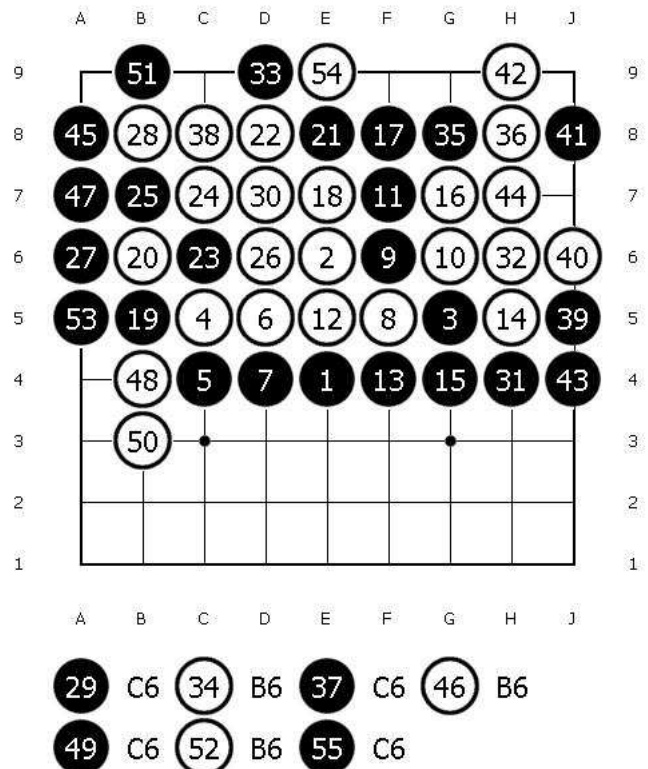 A B C D E F G H J
9 51 33 54 42 9
8 45 28 38 22 21 17 35 36 41 8
7 47 25 24 30 18 11 16 44 7
6 27 20 23 26 2 9 10 32 40 6
5 53 19 4 6 12 8 3 14 39 5
4 48 5 7 1 13 15 31 43 4
3 50 3
2 2
1 1
A B C D E F G H J
29 C6 34 B6 37 C6 46 B6
49 C6 52 B6 55 C6